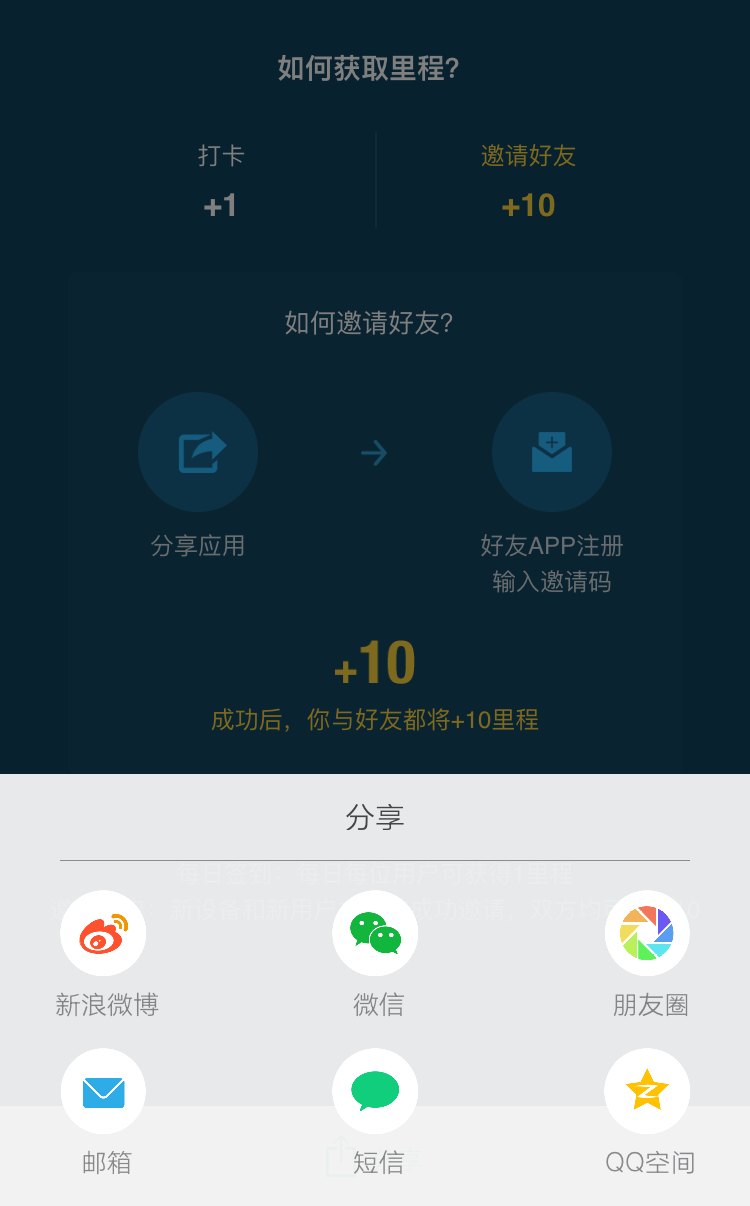 如何获取里程?
打卡 邀请好友
+1 +10
如何邀请好友?
分享应用 好友APP注册
输入邀请码
+10
成功后，你与好友都将+10里程
分享
新浪微博 微信 朋友圈
邮箱 短信 QQ空间